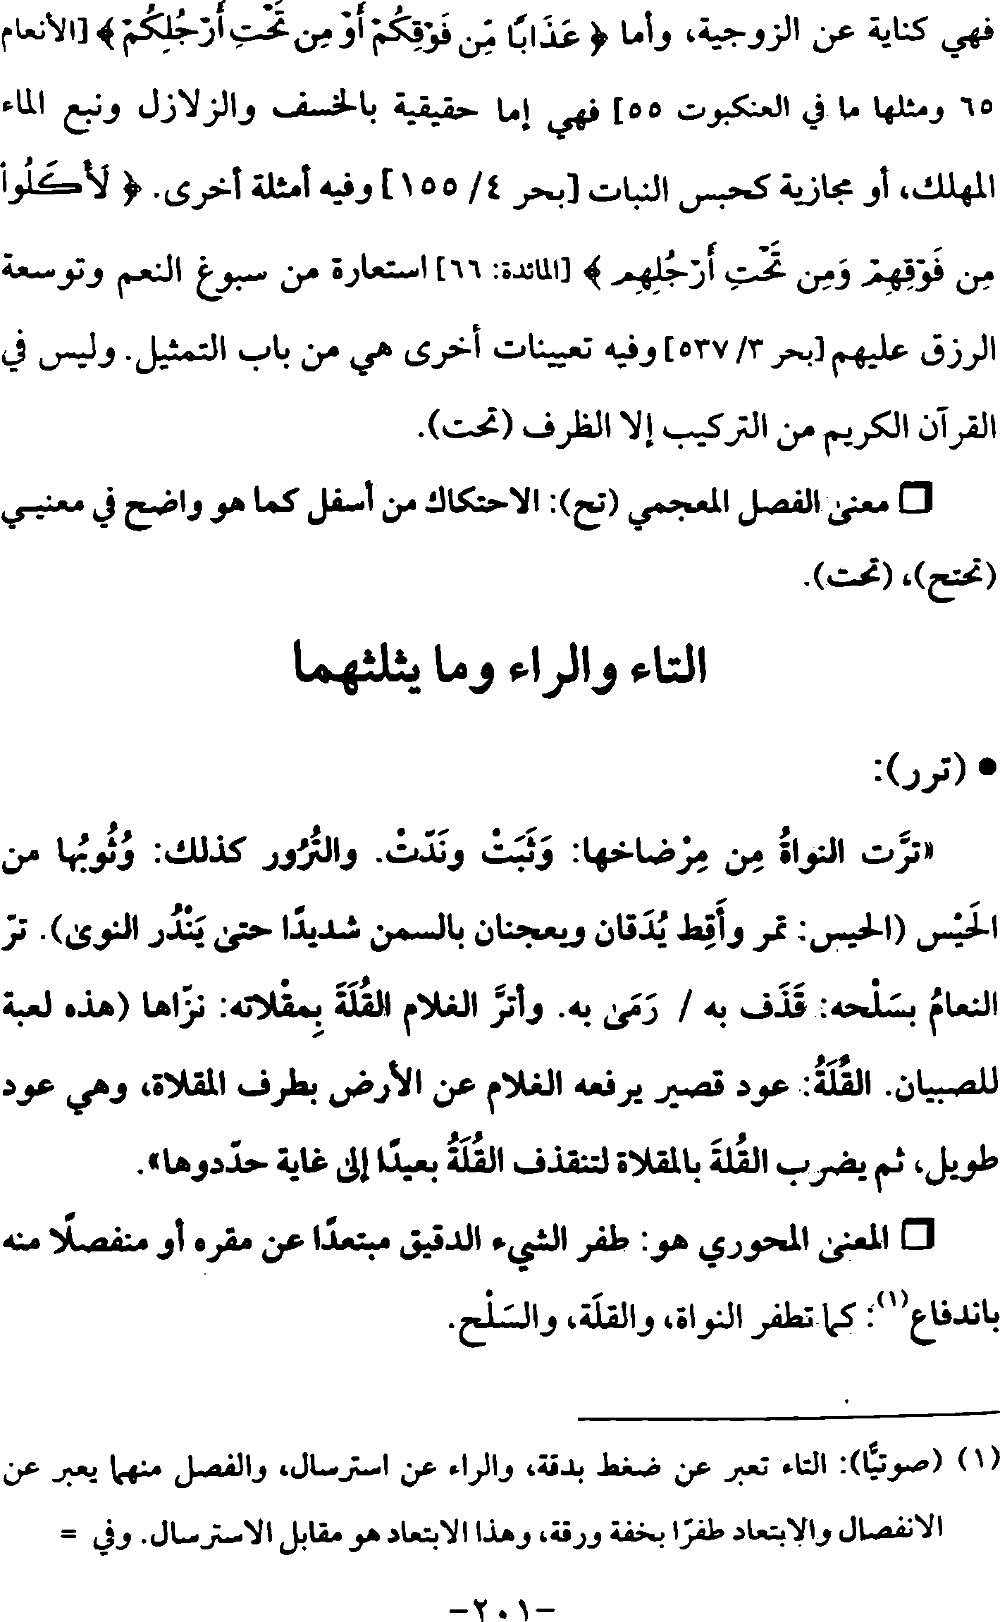 فهي كناية عن الزوجية، وأما ﴿ عَذَابًا مِّن فَوْقِكُمْ أَوْ مِن تَحْتِ أَرْجُلِكُمْ ﴾ [الأنعام
٦٥ ومثلها ما في العنكبوت ٥٥] فهي إما حقيقية بالخسف والزلازل ونبع الماء
المهلك، أو مجازية كحبس النبات [بحر ٤/ ١٥٥] وفيه أمثلة أخرى. ﴿ لَأَكَلُوا
مِن فَوْقِهِمْ وَمِن تَحْتِ أَرْجُلِهِم ﴾ [المائدة: ٦٦] استعارة من سبوغ النعم وتوسعة
الرزق عليهم [بحر ٣/ ٥٣٧] وفيه تعيينات أخرى هي من باب التمثيل. وليس في
القرآن الكريم من التركيب إلا الظرف (تحت).
❐ معنى الفصل المعجمي (تح): الاحتكاك من أسفل كما هو واضح في معنيـي
(تحتح)، (تحت).
التاء والراء وما يثلثهما
• (ترر):
«ترَّت النواةُ مِن مِرْضاخها: وَثَبَتْ ونَدّتْ. والتُّرُور كذلك: وُثُوبُها من
الحَيْس (الحيس: تمر وأَقِط يُدَقان ويعجنان بالسمن شديدًا حتى يَنْدُر النوى). ترّ
النعامُ بسَلْحه: قَذَف به / رَمَى به. وأترَّ الغلام القُلَةَ بِمقْلاته: نزّاها (هذه لعبة
للصبيان. القُلَةُ: عود قصير يرفعه الغلام عن الأرض بطرف المقلاة، وهي عود
طويل، ثم يضرب القُلةَ بالمقلاة لتنقذف القُلَةُ بعيدًا إلى غاية حدّدوها».
❐ المعنى المحوري هو: طفر الشيء الدقيق مبتعدًا عن مقره أو منفصلًا منه
باندفاع(١): كما تطفر النواة، والقلَة، والسَلْح.
(١) (صوتيًّا): التاء تعبر عن ضغط بدقة، والراء عن استرسال، والفصل منهما يعبر عن
الانفصال والابتعاد طفرًا بخفة ورقة، وهذا الابتعاد هو مقابل الاسترسال. وفي =
-٢٠١-